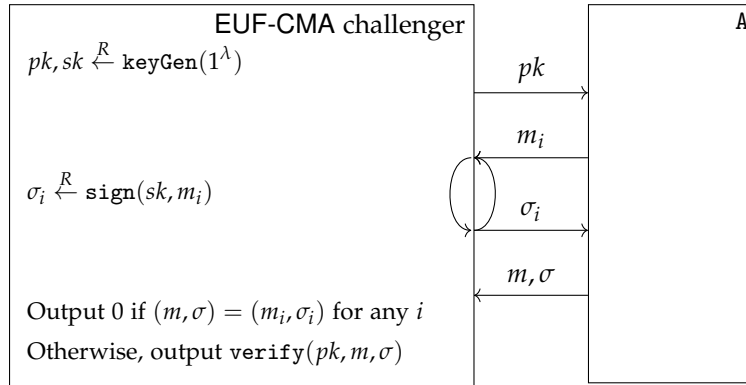 EUF-CMA challenger
A
pk, sk ←R keyGen(1^λ)
pk
m_i
σ_i ←R sign(sk, m_i)
σ_i
m, σ
Output 0 if (m, σ) = (m_i, σ_i) for any i
Otherwise, output verify(pk, m, σ)